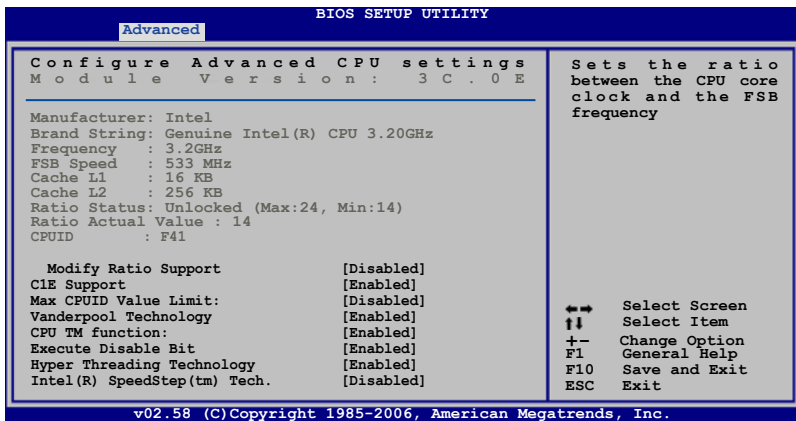 BIOS SETUP UTILITY
Advanced
Configure Advanced CPU settings
Module Version: 3C.0E
Manufacturer: Intel
Brand String: Genuine Intel(R) CPU 3.20GHz
Frequency : 3.2GHz
FSB Speed : 533 MHz
Cache L1 : 16 KB
Cache L2 : 256 KB
Ratio Status: Unlocked (Max:24, Min:14)
Ratio Actual Value : 14
CPUID : F41
Modify Ratio Support [Disabled]
C1E Support [Enabled]
Max CPUID Value Limit: [Disabled]
Vanderpool Technology [Enabled]
CPU TM function: [Enabled]
Execute Disable Bit [Enabled]
Hyper Threading Technology [Enabled]
Intel(R) SpeedStep(tm) Tech. [Disabled]
Sets the ratio
between the CPU core
clock and the FSB
frequency
←→ Select Screen
↑↓ Select Item
+- Change Option
F1 General Help
F10 Save and Exit
ESC Exit
v02.58 (C)Copyright 1985-2006, American Megatrends, Inc.